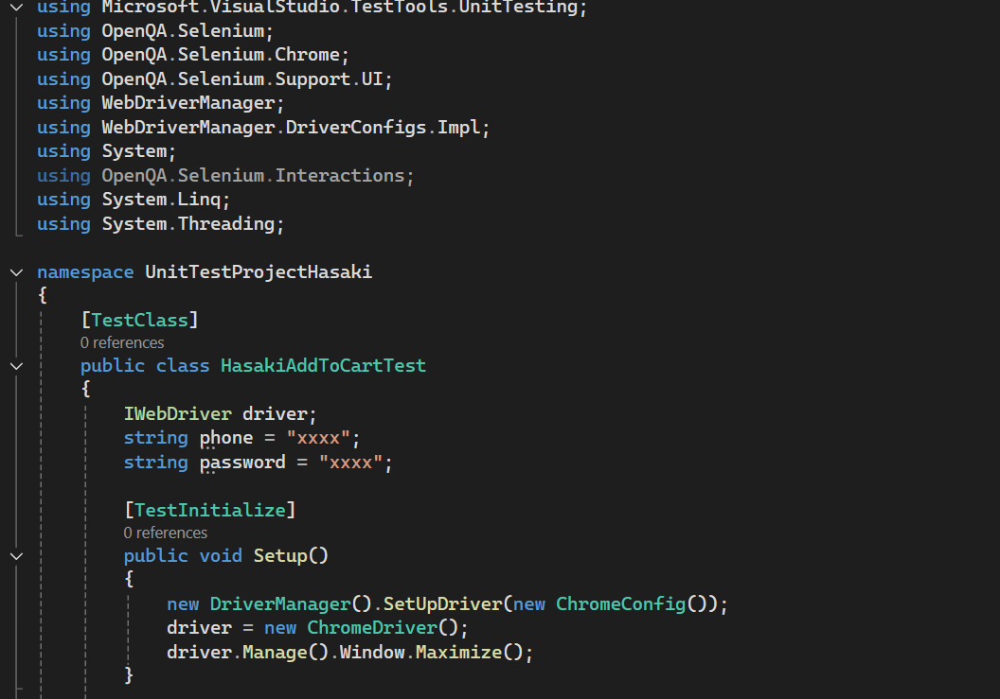 using Microsoft.VisualStudio.TestTools.UnitTesting;
using OpenQA.Selenium;
using OpenQA.Selenium.Chrome;
using OpenQA.Selenium.Support.UI;
using WebDriverManager;
using WebDriverManager.DriverConfigs.Impl;
using System;
using OpenQA.Selenium.Interactions;
using System.Linq;
using System.Threading;
namespace UnitTestProjectHasaki
{
[TestClass]
0 references
public class HasakiAddToCartTest
{
IWebDriver driver;
string phone = "xxxx";
string password = "xxxx";
[TestInitialize]
0 references
public void Setup()
{
new DriverManager().SetUpDriver(new ChromeConfig());
driver = new ChromeDriver();
driver.Manage().Window.Maximize();
}